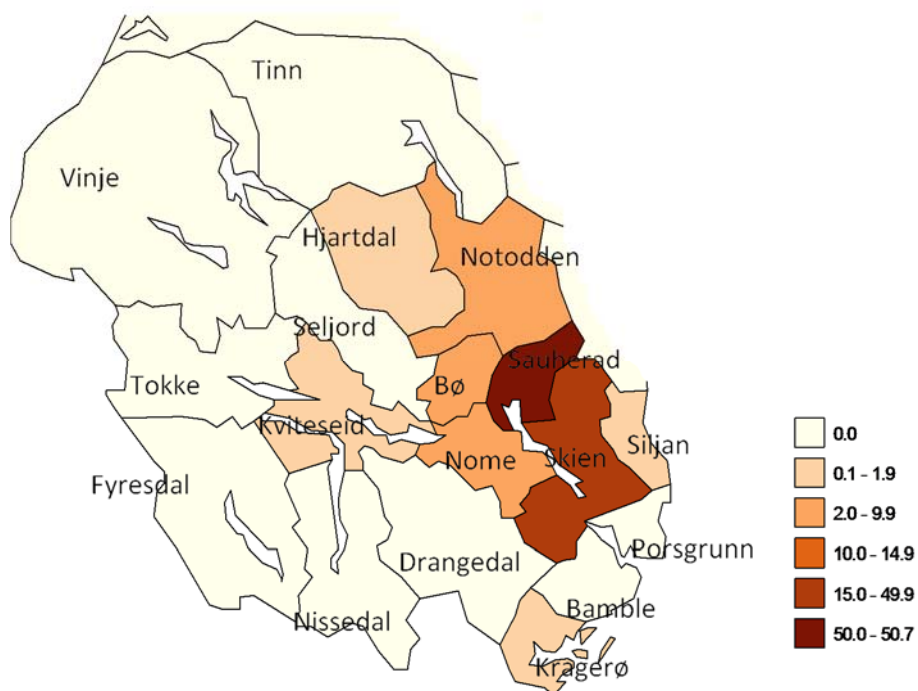 Tinn
Vinje
Hjartdal
Notodden
Seljord
Sauherad
Tokke
Bø
Kviteseid
Siljan
Nome
Skien
Fyresdal
Drangedal
Porsgrunn
Nissedal
Bamble
Kragerø
0.0
0.1 - 1.9
2.0 - 9.9
10.0 - 14.9
15.0 - 49.9
50.0 - 50.7